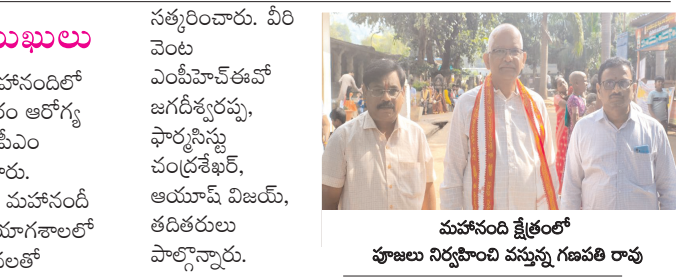 ుఖులు
హానందిలో
రం ఆరోగ్య
పీఎం
ారు.
మహానందీ
యాగశాలలో
నలతో
సత్కరించారు. వీరి
వెంట
ఎంపీహెచ్ఈవో
జగదీశ్వరప్ప,
ఫార్మసిస్టు
చంద్రశేఖర్,
ఆయూష్ విజయ్,
తదితరులు
పాల్గొన్నారు.
మహానంది క్షేత్రంలో
పూజలు నిర్వహించి వస్తున్న గణపతి రావు